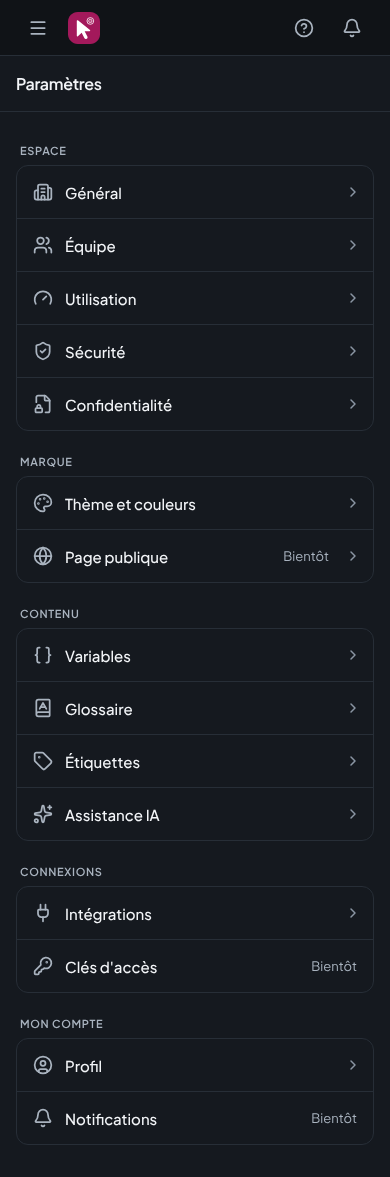 Paramètres
ESPACE
Général
Équipe
Utilisation
Sécurité
Confidentialité
MARQUE
Thème et couleurs
Page publique Bientôt
CONTENU
Variables
Glossaire
Étiquettes
Assistance IA
CONNEXIONS
Intégrations
Clés d'accès Bientôt
MON COMPTE
Profil
Notifications Bientôt